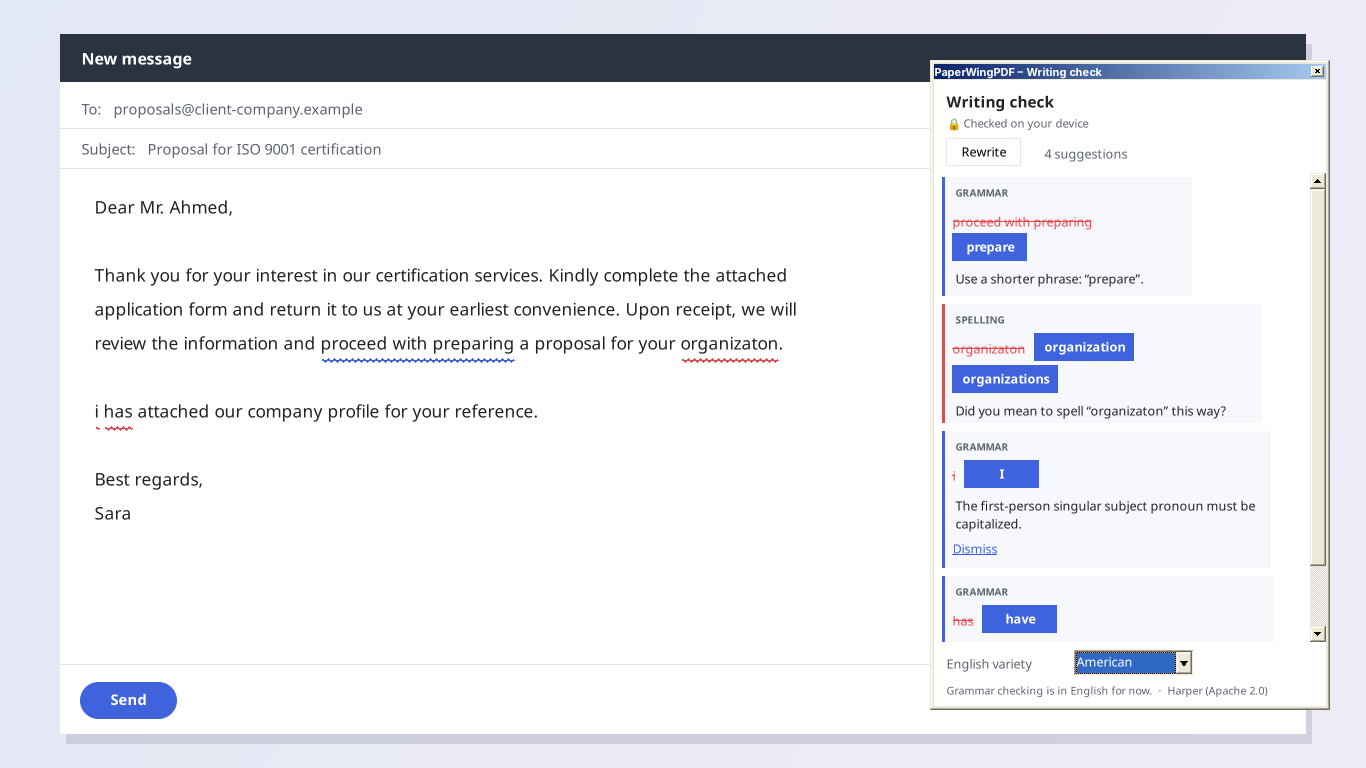 New message
To: proposals@client-company.example
Subject: Proposal for ISO 9001 certification
Dear Mr. Ahmed,
Thank you for your interest in our certification services. Kindly complete the attached
application form and return it to us at your earliest convenience. Upon receipt, we will
review the information and proceed with preparing a proposal for your organizaton.
i has attached our company profile for your reference.
Best regards,
Sara
Send
PaperWingPDF – Writing check
Writing check
Checked on your device
Rewrite 4 suggestions
GRAMMAR
proceed with preparing
prepare
Use a shorter phrase: “prepare”.
SPELLING
organizaton organization
organizations
Did you mean to spell “organizaton” this way?
GRAMMAR
i I
The first-person singular subject pronoun must be
capitalized.
Dismiss
GRAMMAR
has have
English variety American
Grammar checking is in English for now. · Harper (Apache 2.0)